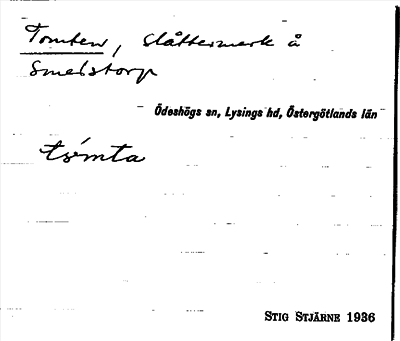 Tomten, slåttermark å
Smedstorp
Ödeshögs sn, Lysings hd, Östergötlands län
tómta
STIG STJÄRNE 1936